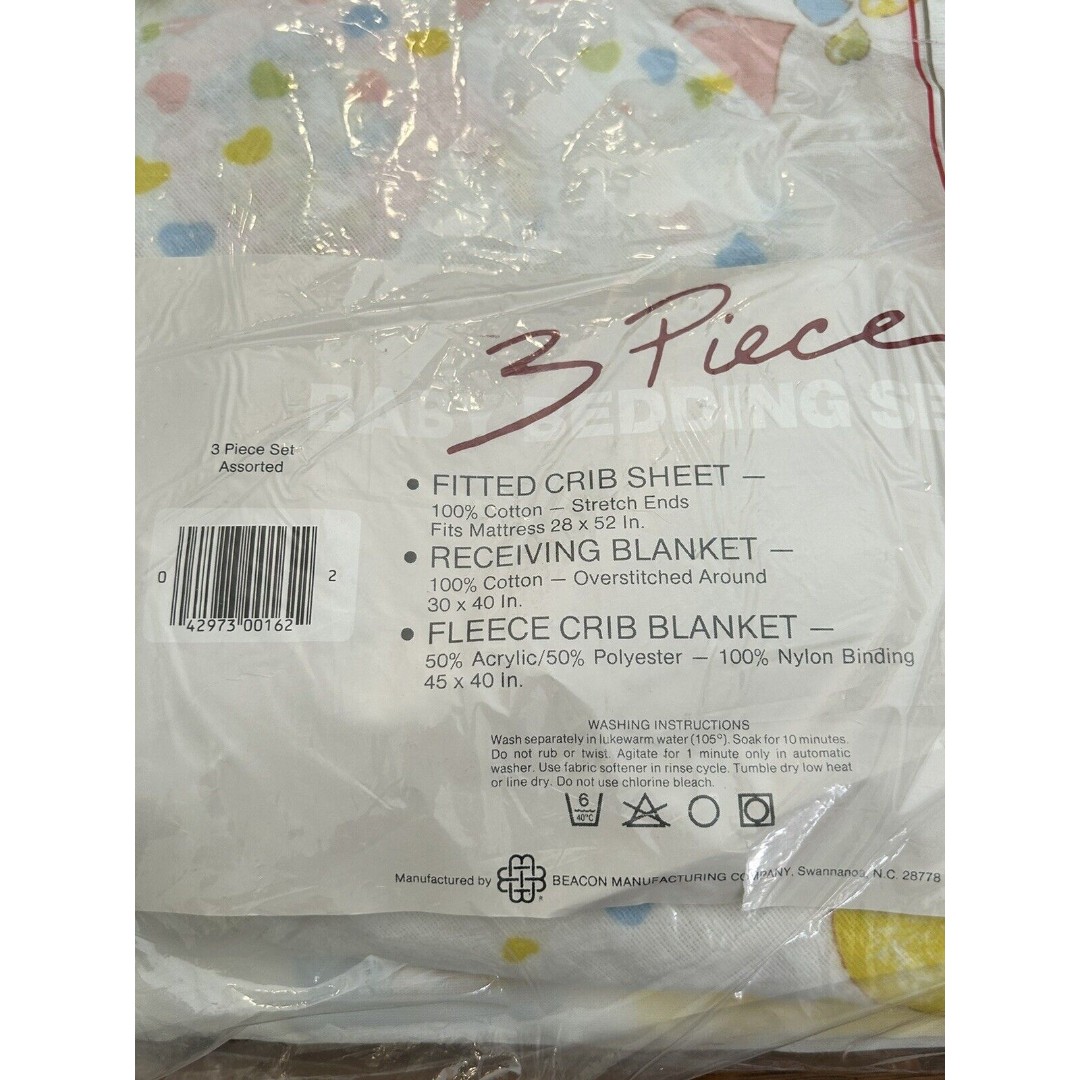 3 Piece
BABY BEDDING SE
3 Piece Set
Assorted
0 42973 00162 2
• FITTED CRIB SHEET —
100% Cotton — Stretch Ends
Fits Mattress 28 x 52 In.
• RECEIVING BLANKET —
100% Cotton — Overstitched Around
30 x 40 In.
• FLEECE CRIB BLANKET —
50% Acrylic/50% Polyester — 100% Nylon Binding
45 x 40 In.
WASHING INSTRUCTIONS
Wash separately in lukewarm water (105º). Soak for 10 minutes.
Do not rub or twist. Agitate for 1 minute only in automatic
washer. Use fabric softener in rinse cycle. Tumble dry low heat
or line dry. Do not use chlorine bleach.
6
40°C
Manufactured by BEACON MANUFACTURING COMPANY, Swannanoa, N.C. 28778